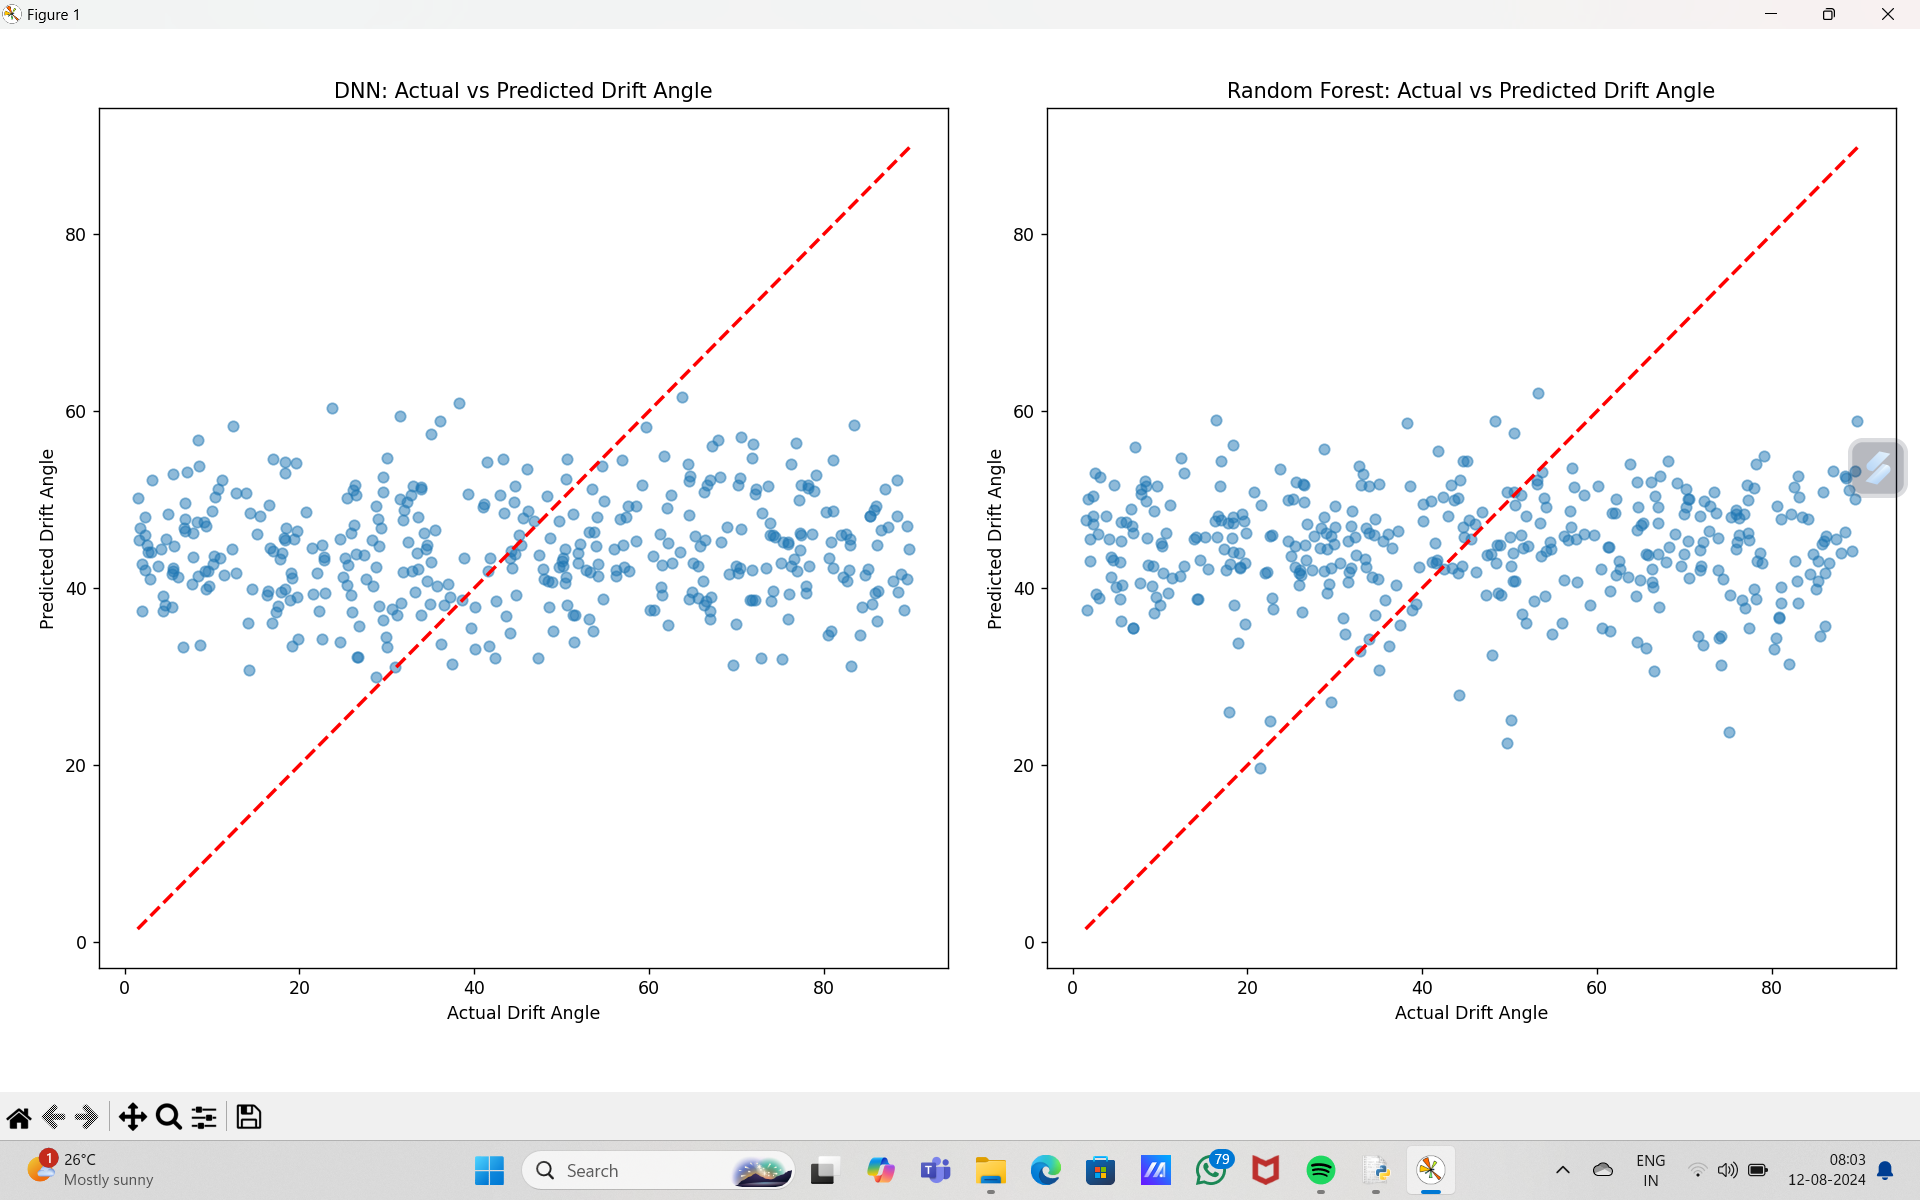 Figure 1
DNN: Actual vs Predicted Drift Angle
Predicted Drift Angle
80
60
40
20
0
0 20 40 60 80
Actual Drift Angle
Random Forest: Actual vs Predicted Drift Angle
Predicted Drift Angle
80
60
40
20
0
0 20 40 60 80
Actual Drift Angle
1
26°C
Mostly sunny
Search
79
ENG
IN
08:03
12-08-2024